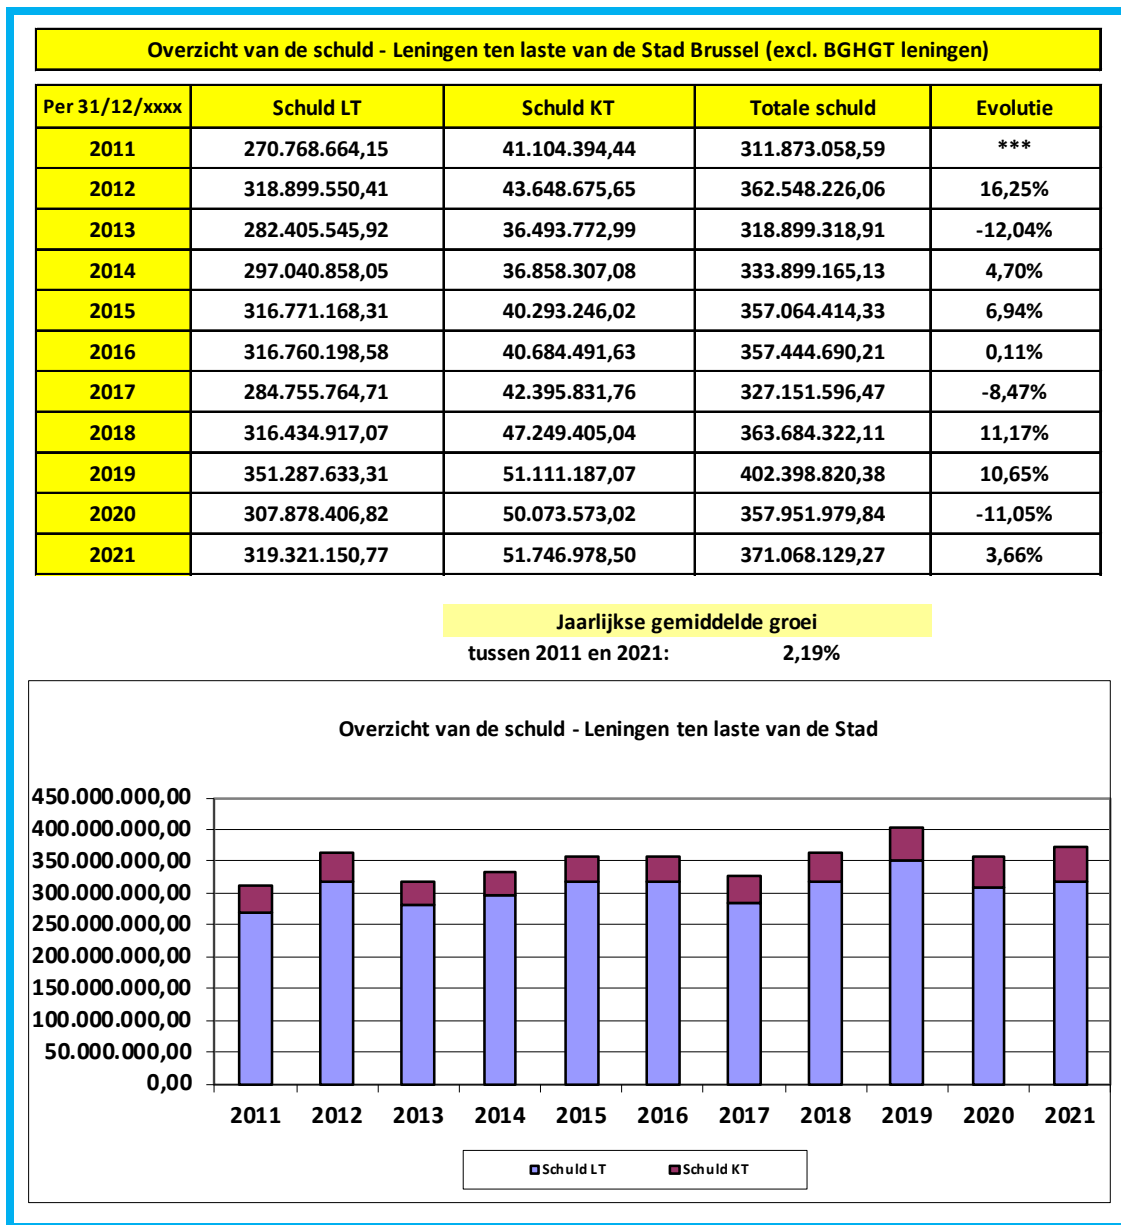 Overzicht van de schuld - Leningen ten laste van de Stad Brussel (excl. BGHGT leningen)
Per 31/12/xxxx Schuld LT Schuld KT Totale schuld Evolutie
2011 270.768.664,15 41.104.394,44 311.873.058,59 ***
2012 318.899.550,41 43.648.675,65 362.548.226,06 16,25%
2013 282.405.545,92 36.493.772,99 318.899.318,91 -12,04%
2014 297.040.858,05 36.858.307,08 333.899.165,13 4,70%
2015 316.771.168,31 40.293.246,02 357.064.414,33 6,94%
2016 316.760.198,58 40.684.491,63 357.444.690,21 0,11%
2017 284.755.764,71 42.395.831,76 327.151.596,47 -8,47%
2018 316.434.917,07 47.249.405,04 363.684.322,11 11,17%
2019 351.287.633,31 51.111.187,07 402.398.820,38 10,65%
2020 307.878.406,82 50.073.573,02 357.951.979,84 -11,05%
2021 319.321.150,77 51.746.978,50 371.068.129,27 3,66%
Jaarlijkse gemiddelde groei
tussen 2011 en 2021: 2,19%
Overzicht van de schuld - Leningen ten laste van de Stad
450.000.000,00
400.000.000,00
350.000.000,00
300.000.000,00
250.000.000,00
200.000.000,00
150.000.000,00
100.000.000,00
50.000.000,00
0,00
2011 2012 2013 2014 2015 2016 2017 2018 2019 2020 2021
Schuld LT Schuld KT